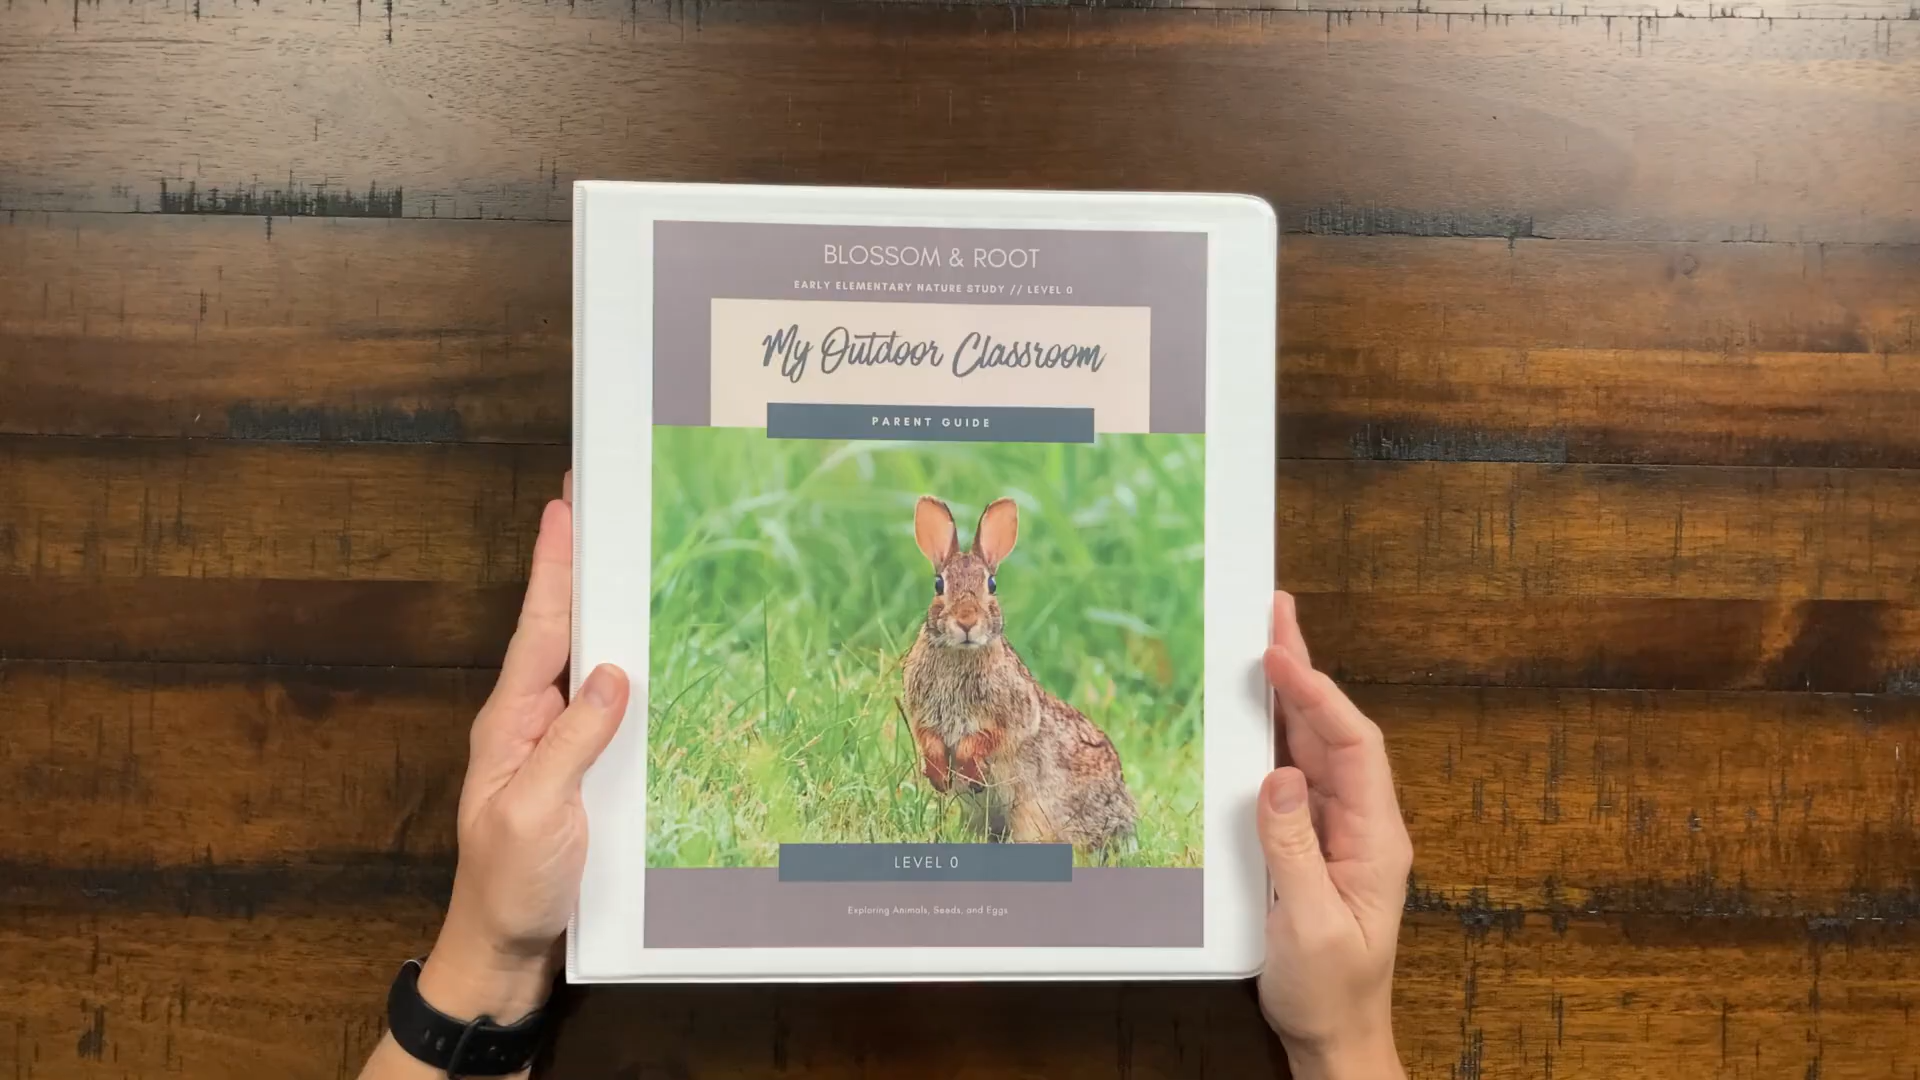 BLOSSOM & ROOT
EARLY ELEMENTARY NATURE STUDY // LEVEL 0
My Outdoor Classroom
PARENT GUIDE
LEVEL 0
Exploring Animals, Seeds, and Eggs